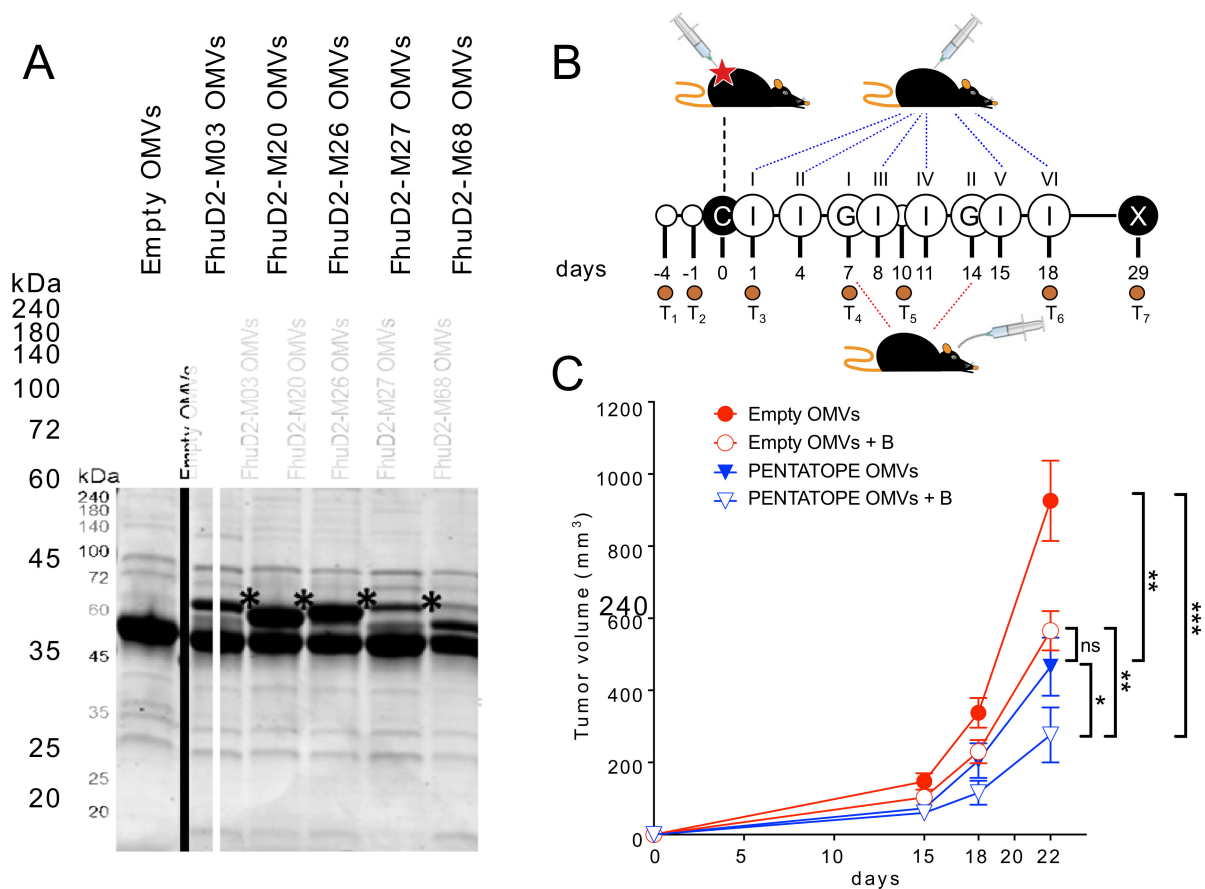 A
Empty OMVs
FhuD2-M03 OMVs
FhuD2-M20 OMVs
FhuD2-M26 OMVs
FhuD2-M27 OMVs
FhuD2-M68 OMVs
kDa
240
180
140
100
72
60
45
35
25
20
Empty OMVs
FhuD2-M03 OMVs
FhuD2-M20 OMVs
FhuD2-M26 OMVs
FhuD2-M27 OMVs
FhuD2-M68 OMVs
kDa
240
180
140
100
72
60
45
35
25
20
* * * *
B
I II I III IV II V VI
C I I G I I G I I X
days -4 -1 0 1 4 7 8 10 11 14 15 18 29
T1 T2 T3 T4 T5 T6 T7
C
Empty OMVs
Empty OMVs + B
PENTATOPE OMVs
PENTATOPE OMVs + B
Tumor volume (mm3)
1200
1000
800
240
600
400
200
0
0 5 10 15 18 20 22
days
ns
*
**
**
***